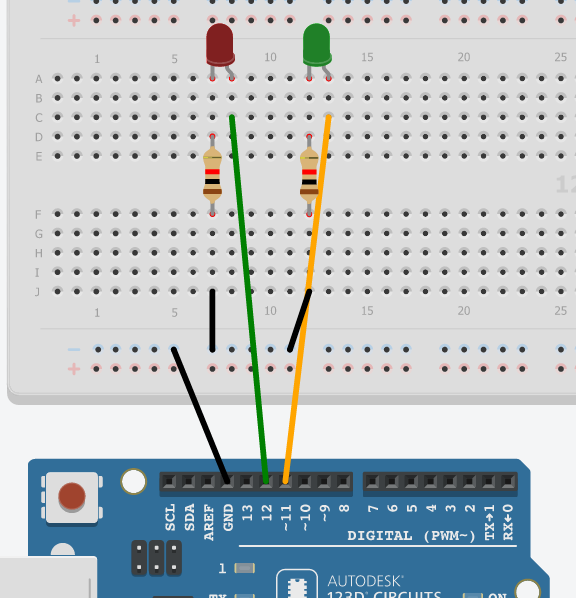 +
1 5 10 15 20 25
A
B
C
D
E
12
F
G
H
I
J
1 5 10 15 20 25
−
+
SCL SDA AREF GND 13 12 ~11 ~10 ~9 8 7 6 5 4 3 2 TX→1 RX←0
DIGITAL (PWM~)
1
AUTODESK®
TX 123D® CIRCUITS ON